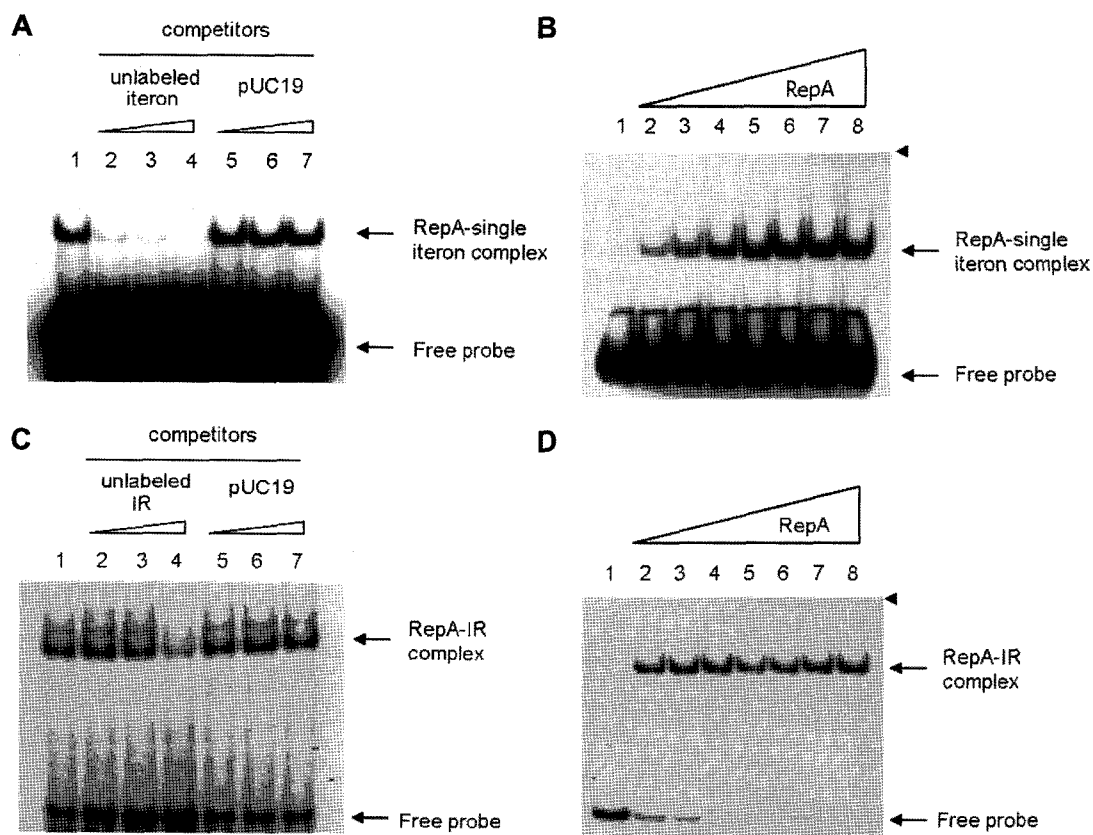 A
competitors
unlabeled
iteron
pUC19
1 2 3 4 5 6 7
RepA-single
iteron complex
Free probe
B
RepA
1 2 3 4 5 6 7 8
RepA-single
iteron complex
Free probe
C
competitors
unlabeled
IR
pUC19
1 2 3 4 5 6 7
RepA-IR
complex
Free probe
D
RepA
1 2 3 4 5 6 7 8
RepA-IR
complex
Free probe